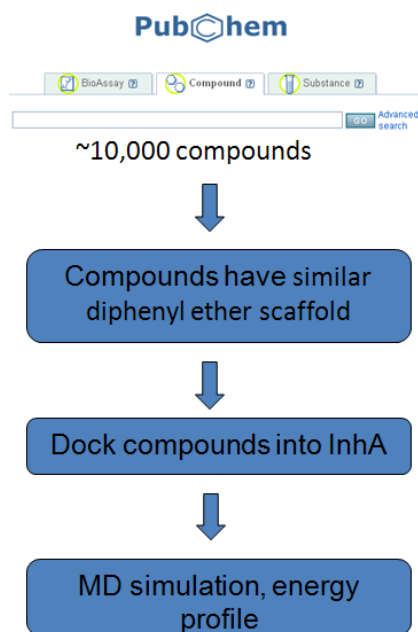 PubChem
BioAssay ? Compound ? Substance ?
GO Advanced
search
~10,000 compounds
Compounds have similar
diphenyl ether scaffold
Dock compounds into InhA
MD simulation, energy
profile